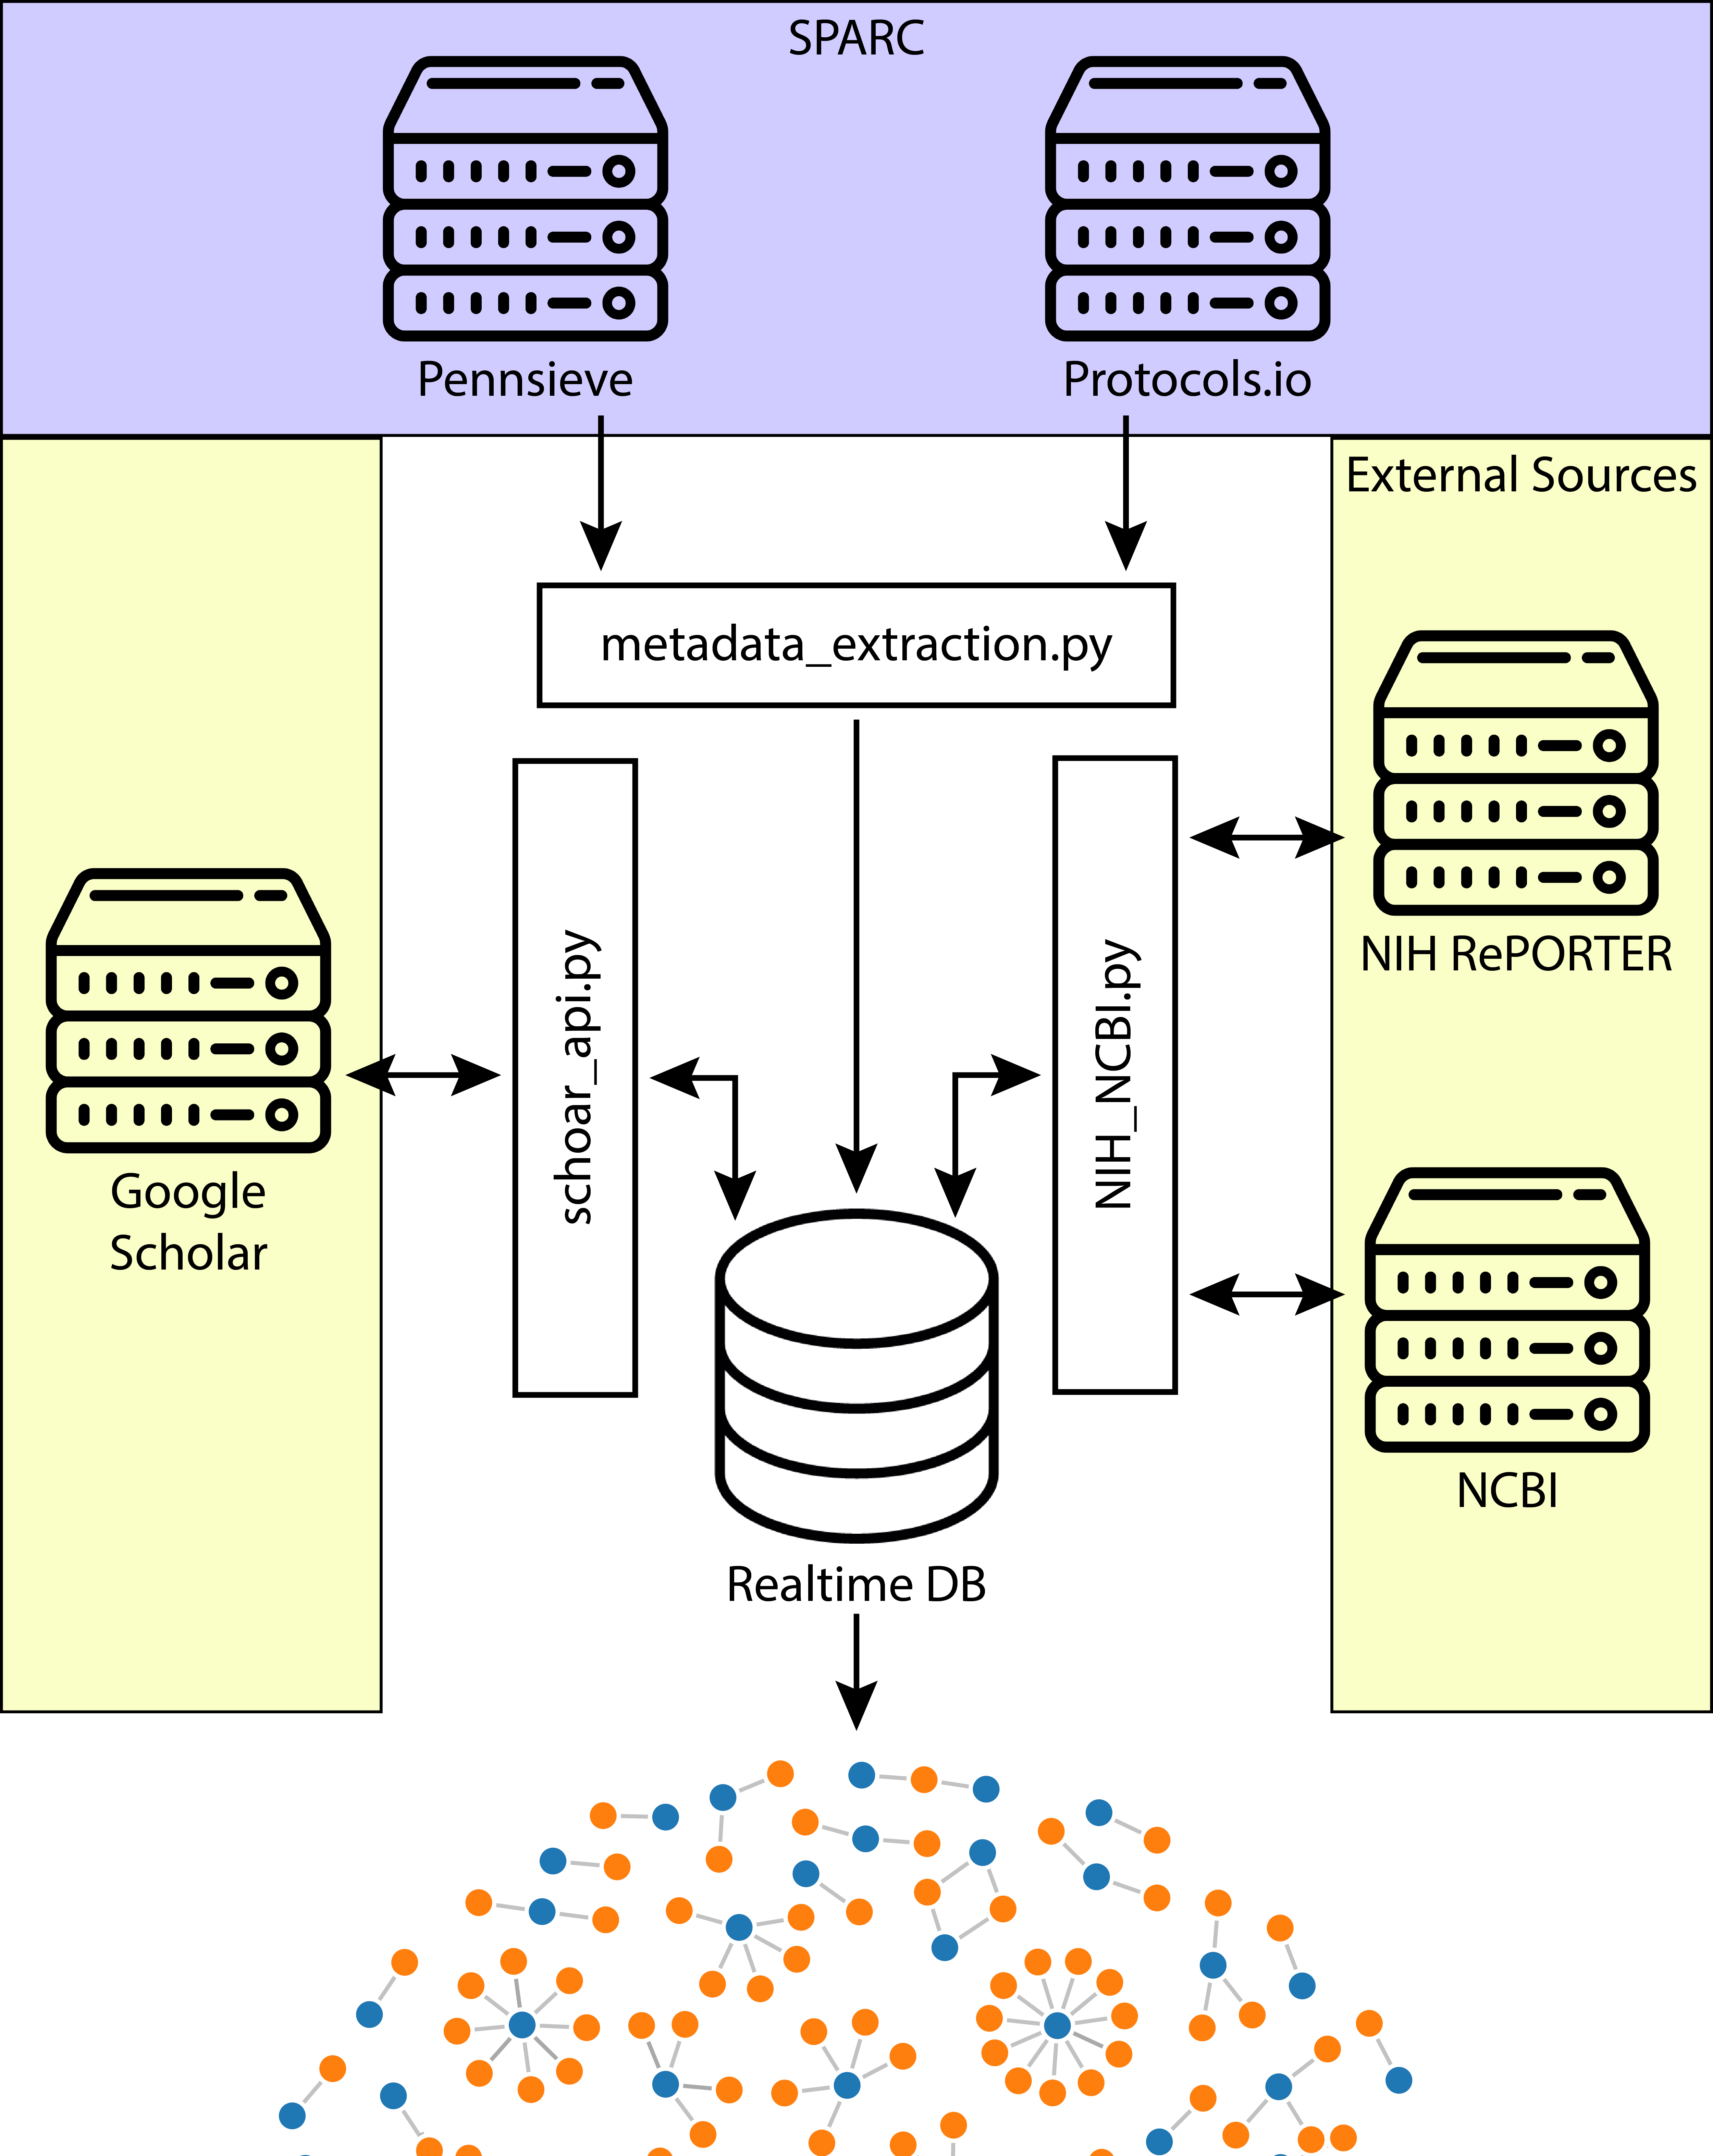 SPARC
Pennsieve
Protocols.io
External Sources
metadata_extraction.py
schoar_api.py
NIH_NCBI.py
NIH RePORTER
Google
Scholar
NCBI
Realtime DB